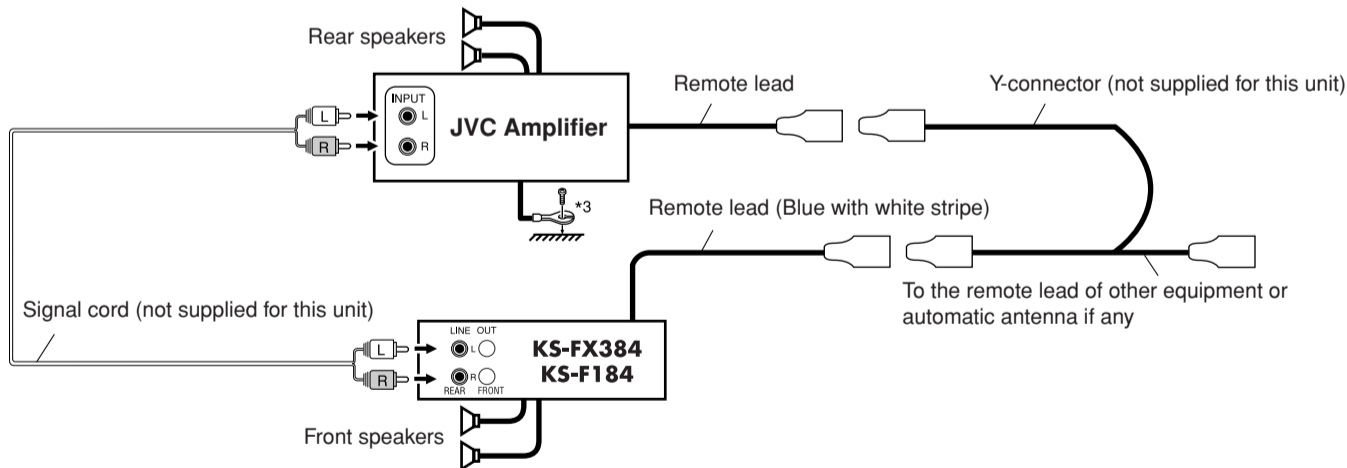 Rear speakers
INPUT
L
R
L
R
JVC Amplifier
Remote lead
Y-connector (not supplied for this unit)
*3
Remote lead (Blue with white stripe)
To the remote lead of other equipment or
automatic antenna if any
Signal cord (not supplied for this unit)
LINE OUT
L
R
L
R
REAR FRONT
KS-FX384
KS-F184
Front speakers